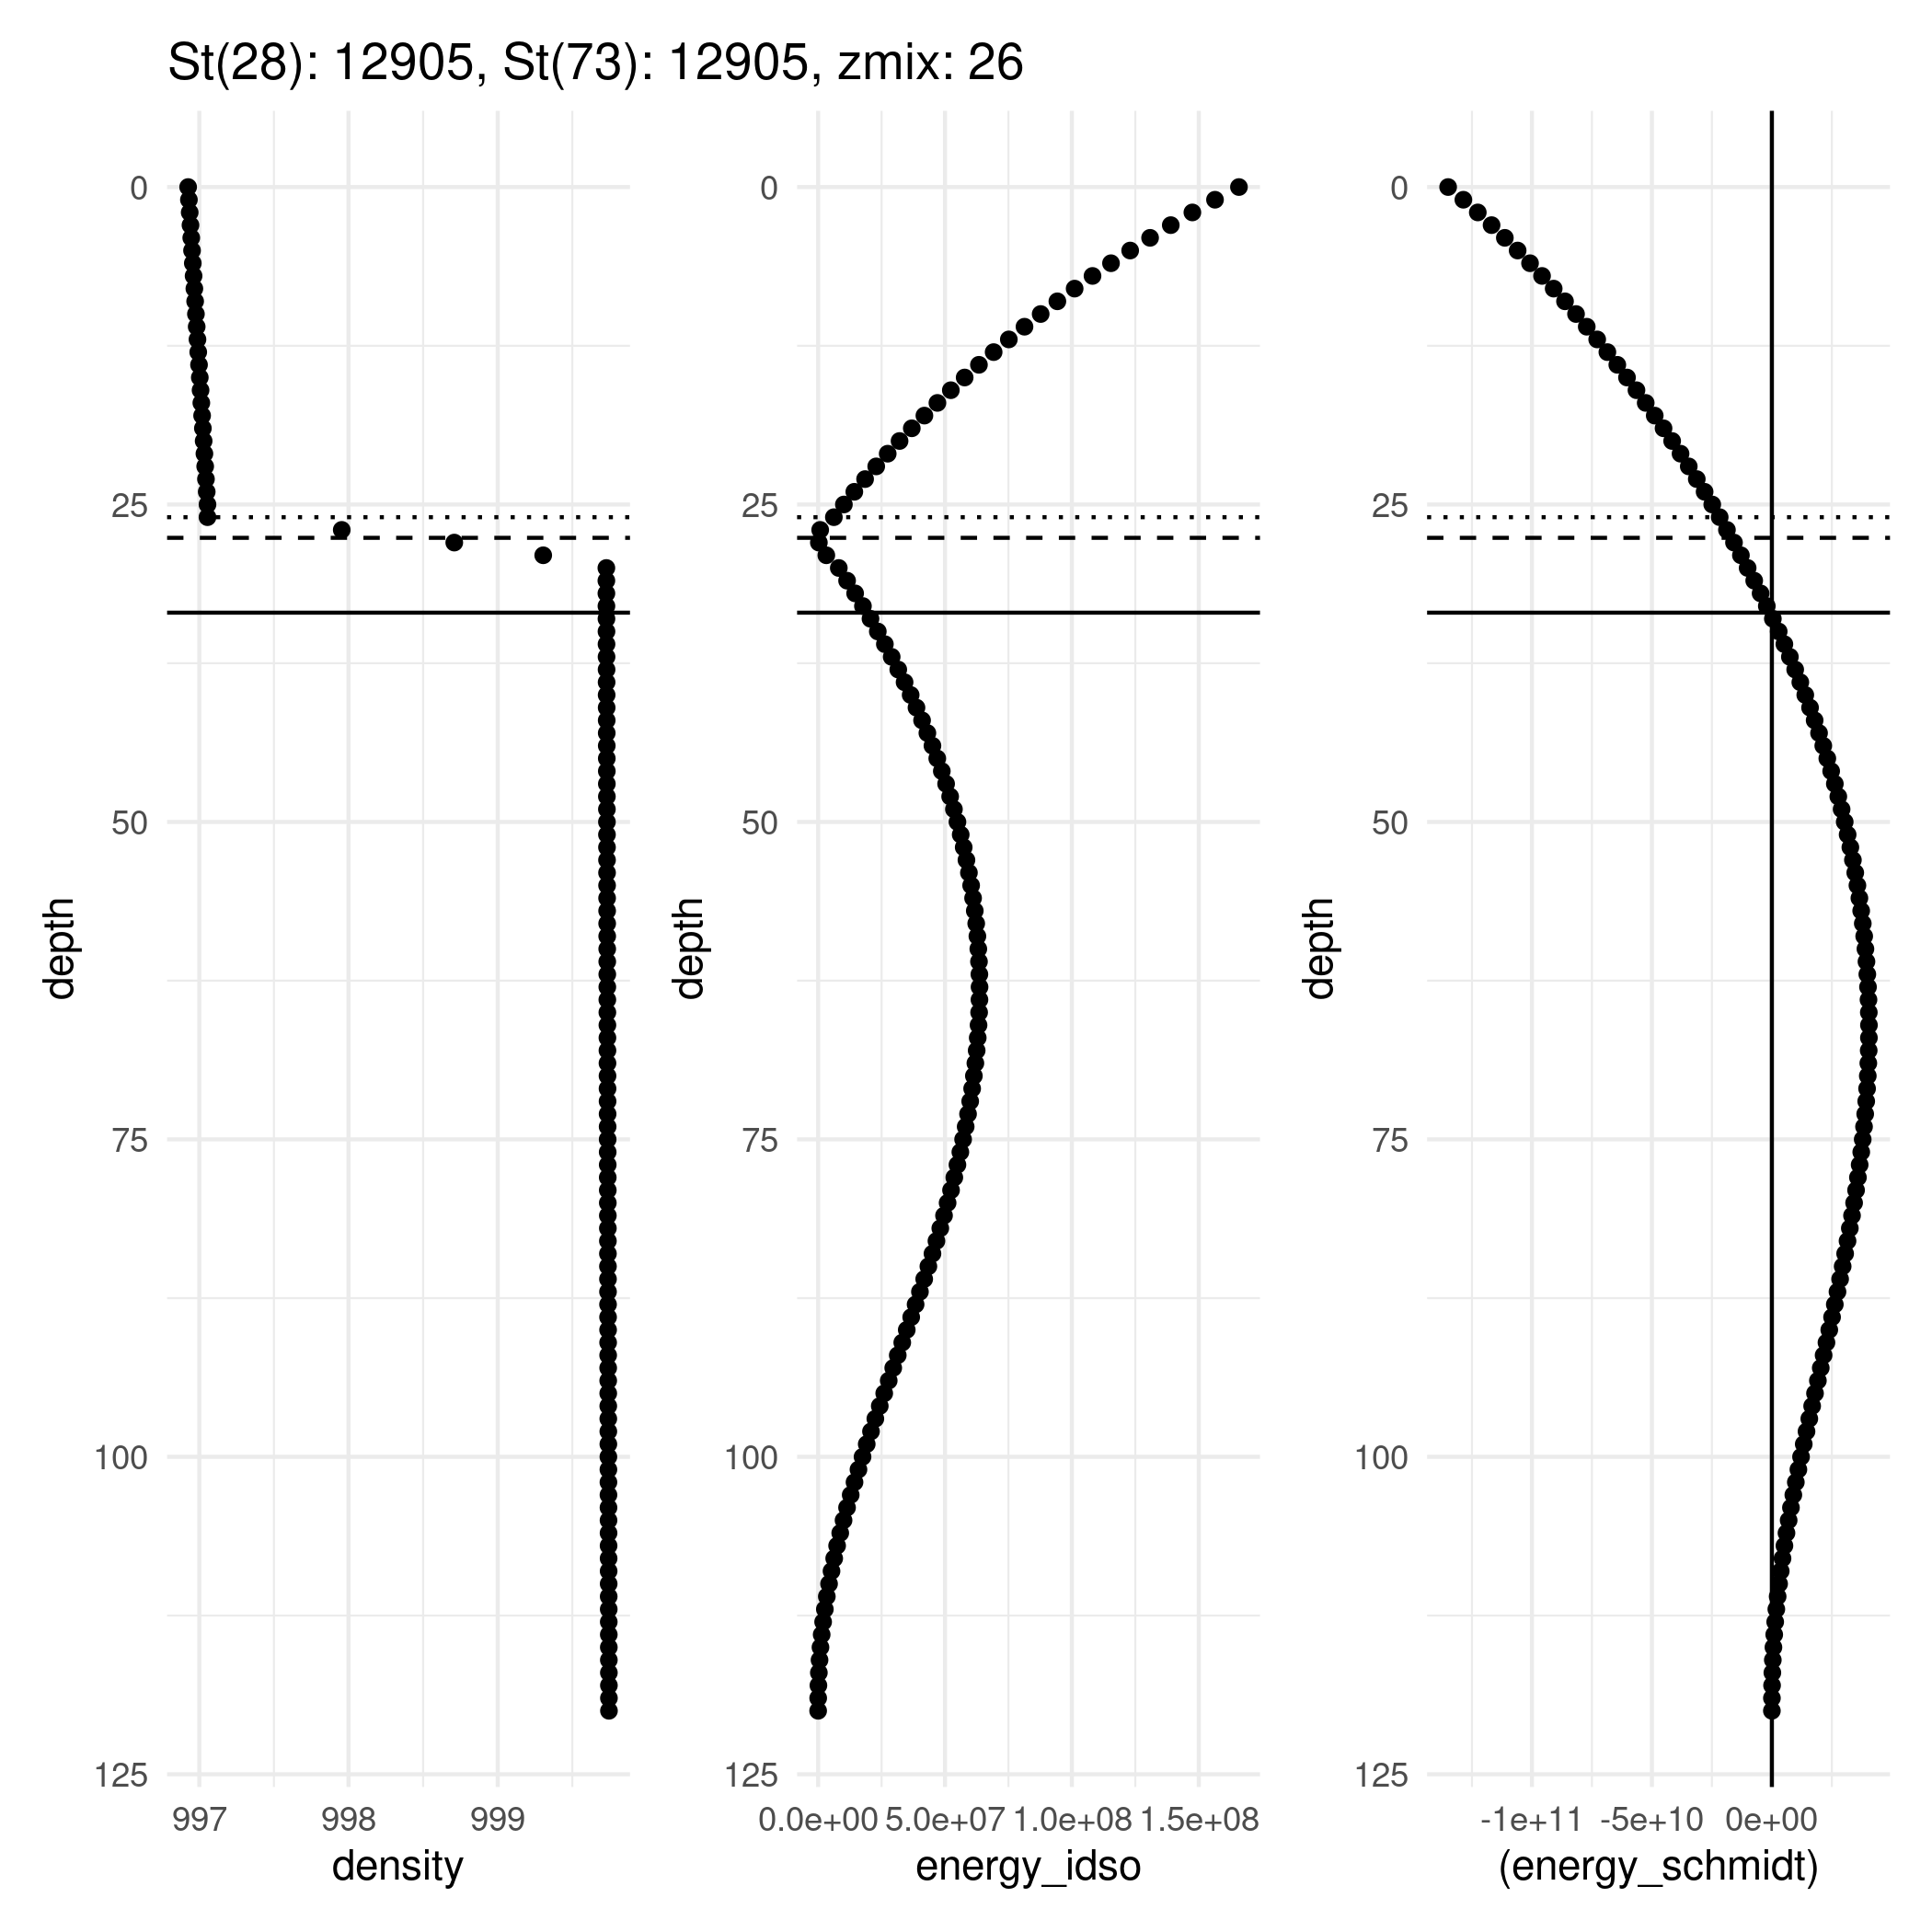 St(28): 12905, St(73): 12905, zmix: 26
depth
0
25
50
75
100
125
997
998
999
density
depth
0
25
50
75
100
125
0.0e+00
5.0e+07
1.0e+08
1.5e+08
energy_idso
depth
0
25
50
75
100
125
-1e+11
-5e+10
0e+00
(energy_schmidt)